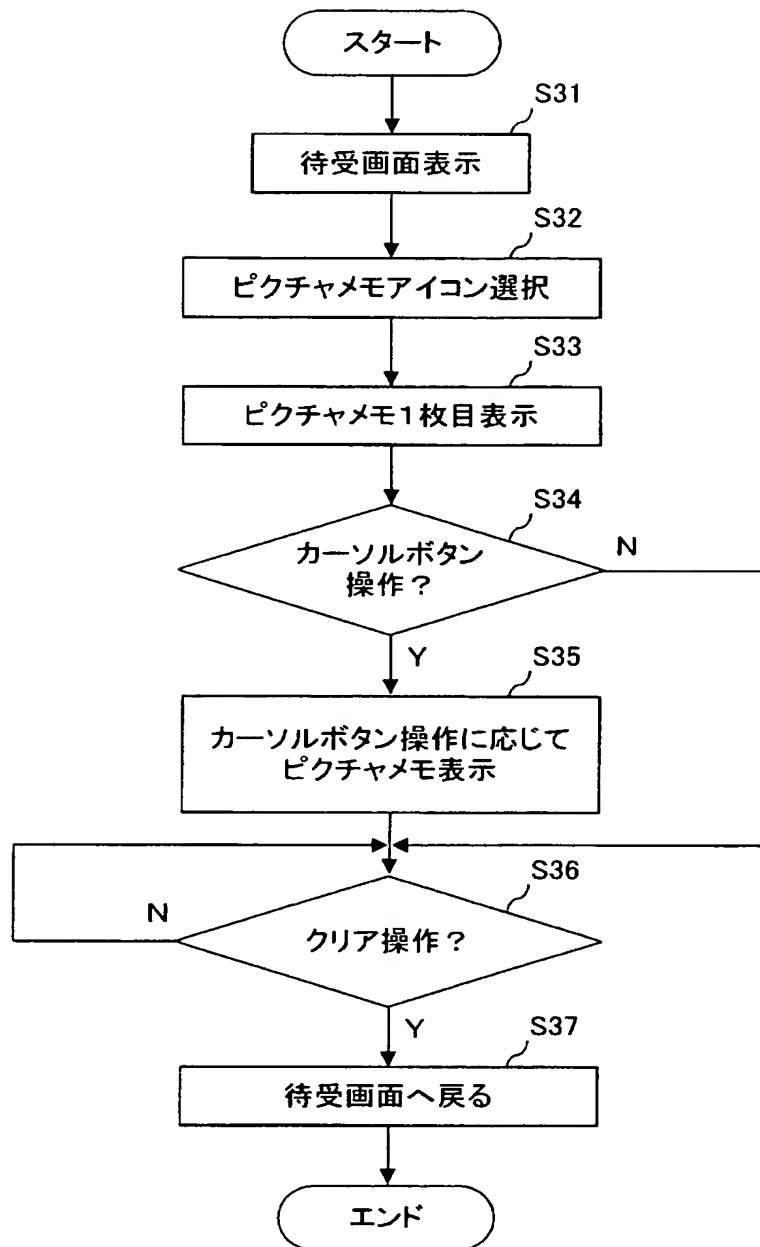 スタート
S31
待受画面表示
S32
ピクチャメモアイコン選択
S33
ピクチャメモ1枚目表示
S34
カーソルボタン
操作?
N
Y
S35
カーソルボタン操作に応じて
ピクチャメモ表示
S36
N
クリア操作?
Y
S37
待受画面へ戻る
エンド